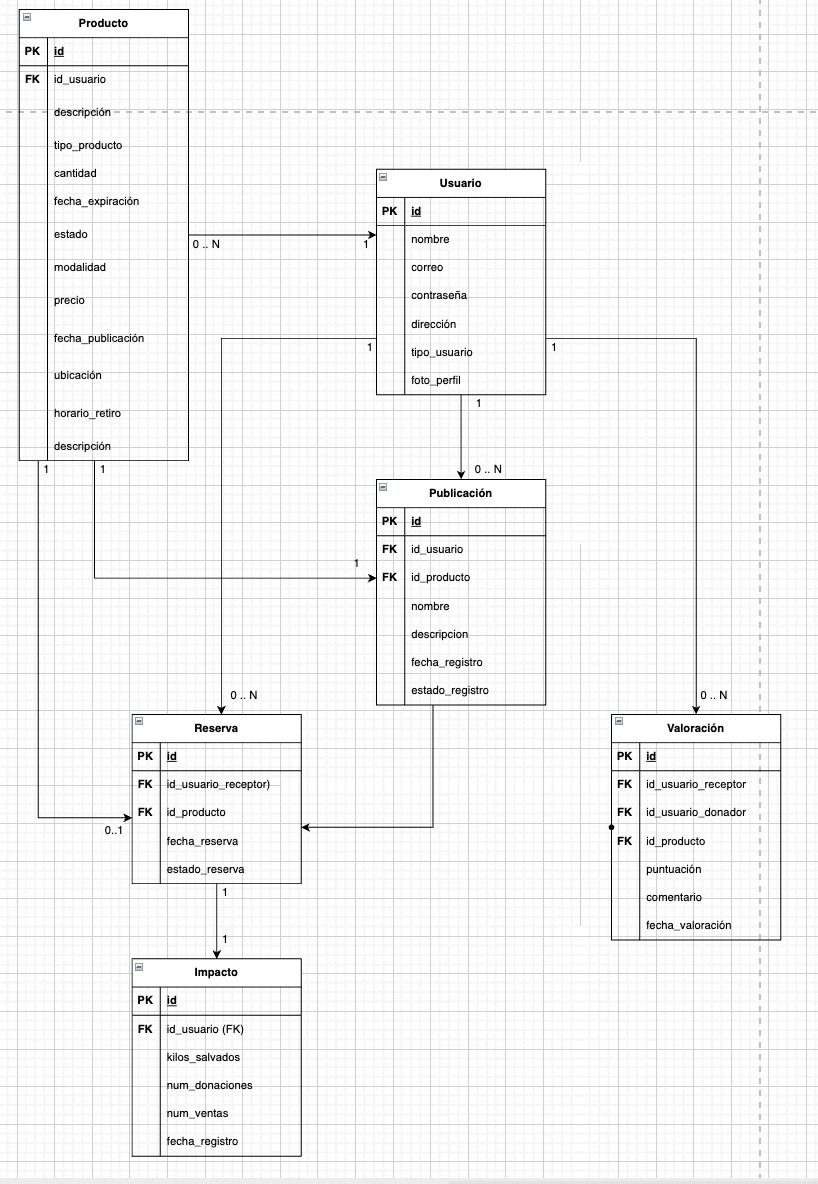 Producto
PK id
FK id_usuario
descripción
tipo_producto
cantidad
fecha_expiración
estado
modalidad
precio
fecha_publicación
ubicación
horario_retiro
descripción
0 .. N
1
Usuario
PK id
nombre
correo
contraseña
dirección
tipo_usuario
foto_perfil
1
1
1
0 .. N
1
1
1
Publicación
PK id
FK id_usuario
FK id_producto
nombre
descripcion
fecha_registro
estado_registro
0 .. N
0 .. N
0..1
Reserva
PK id
FK id_usuario_receptor)
FK id_producto
fecha_reserva
estado_reserva
Valoración
PK id
FK id_usuario_receptor
FK id_usuario_donador
FK id_producto
puntuación
comentario
fecha_valoración
1
1
Impacto
PK id
FK id_usuario (FK)
kilos_salvados
num_donaciones
num_ventas
fecha_registro